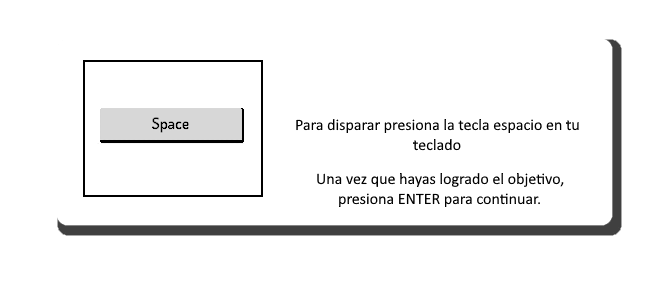 Space
Para disparar presiona la tecla espacio en tu
teclado
Una vez que hayas logrado el objetivo,
presiona ENTER para continuar.